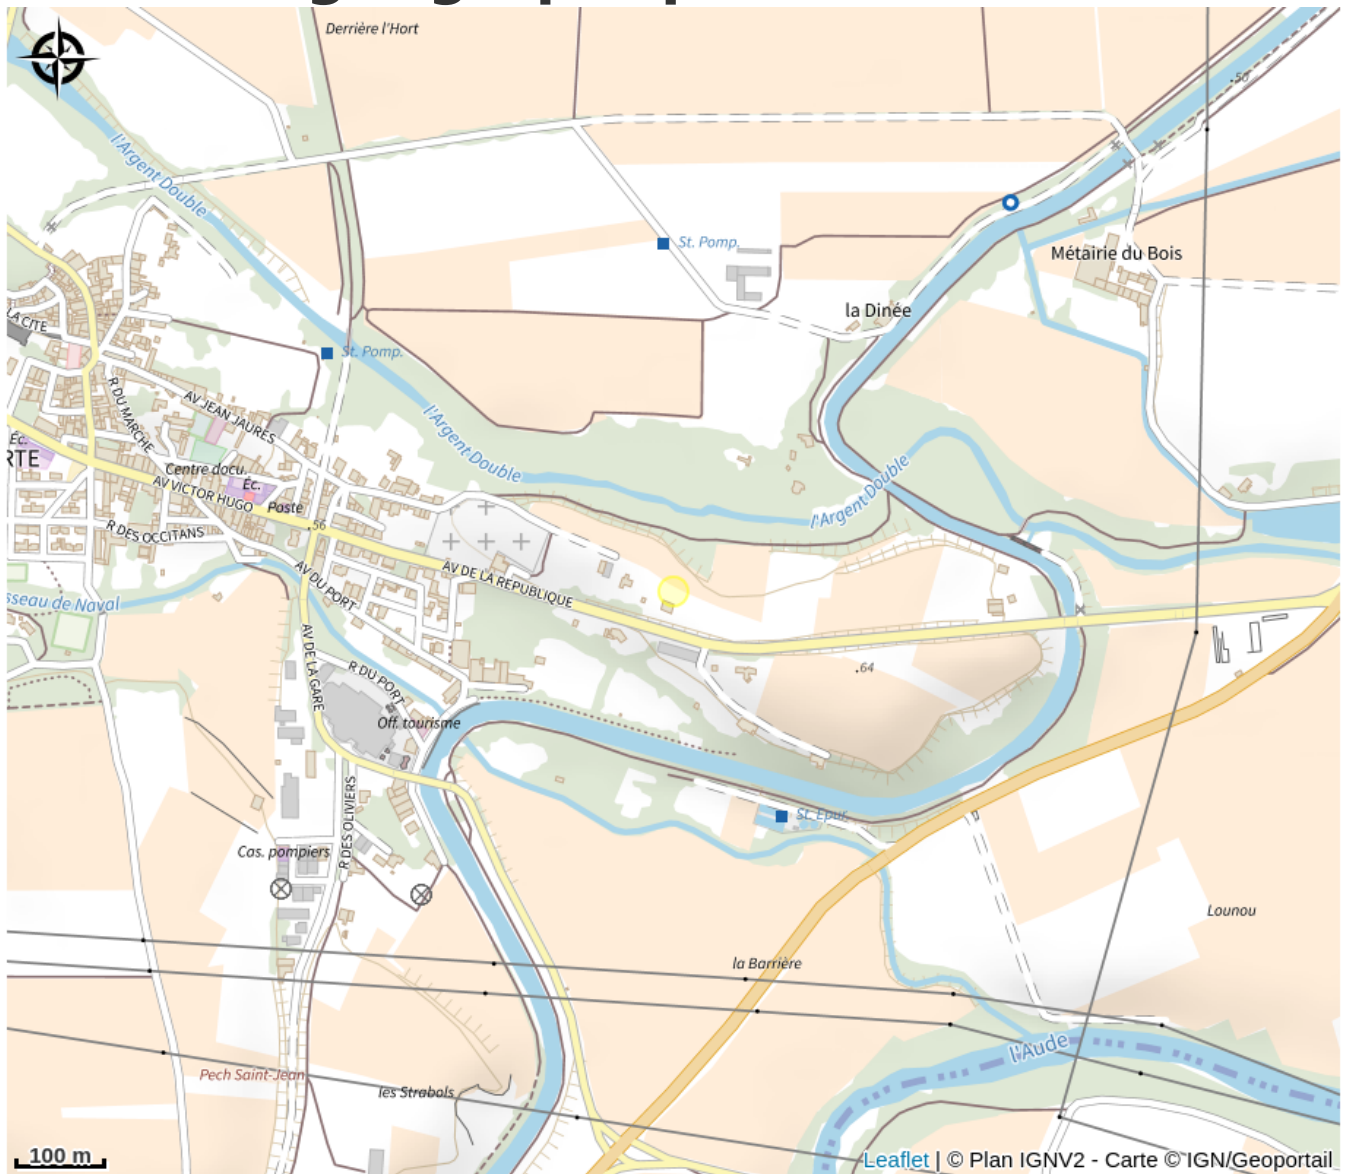 Derrière l'Hort
.50
l'Argent Double
St. Pomp.
Métairie du Bois
la Dinée
LA CITE
St. Pomp.
R DU MARCHE
AV JEAN JAURES
l'Argent Double
Éc.
RTE
Centre docu.
Éc.
AV VICTOR HUGO
Poste
l'Argent Double
.56
R DES OCCITANS
AV DU PORT
AV DE LA REPUBLIQUE
sseau de Naval
AV DE LA GARE
R DU PORT
.64
Off. tourisme
R DES OLIVIERS
St. Epur.
Cas. pompiers
Lounou
la Barrière
l'Aude
Pech Saint-Jean
les Strabols
100 m
Leaflet | © Plan IGNV2 - Carte © IGN/Geoportail